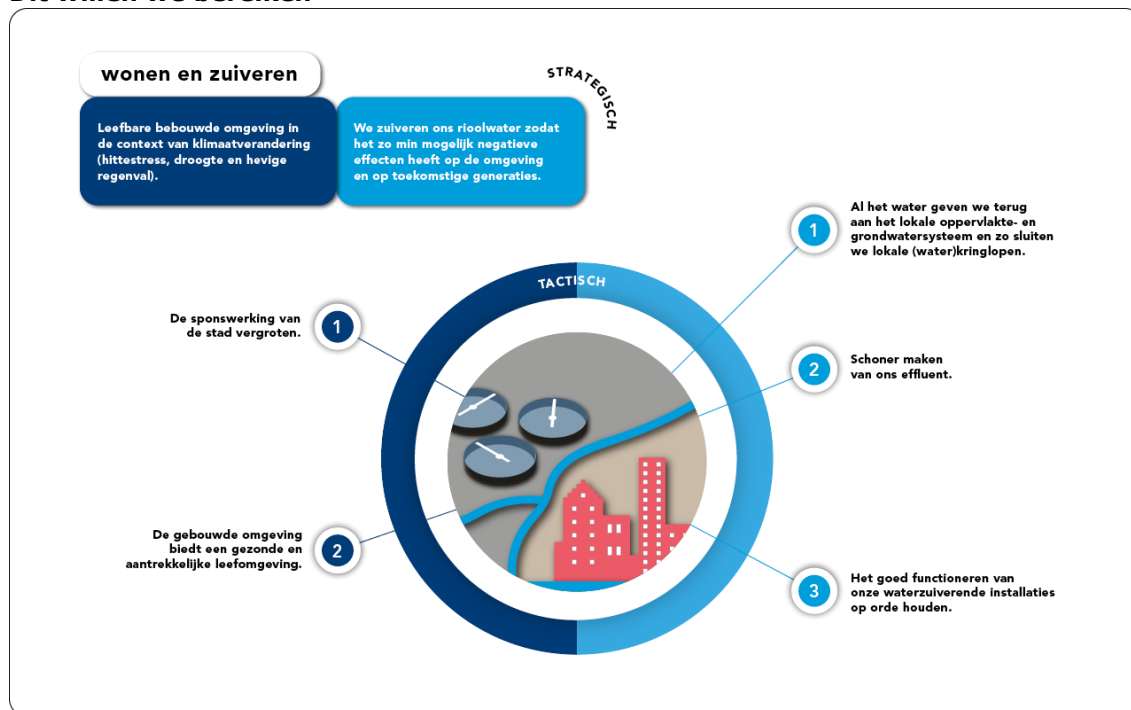 Dit willen we bereiken
wonen en zuiveren
STRATEGISCH
Leefbare bebouwde omgeving in
de context van klimaatverandering
(hittestress, droogte en hevige
regenval).
We zuiveren ons rioolwater zodat
het zo min mogelijk negatieve
effecten heeft op de omgeving
en op toekomstige generaties.
TACTISCH
1
De sponswerking van
de stad vergroten.
2
De gebouwde omgeving
biedt een gezonde en
aantrekkelijke leefomgeving.
1
Al het water geven we terug
aan het lokale oppervlakte- en
grondwatersysteem en zo sluiten
we lokale (water)kringlopen.
2
Schoner maken
van ons effluent.
3
Het goed functioneren van
onze waterzuiverende installaties
op orde houden.